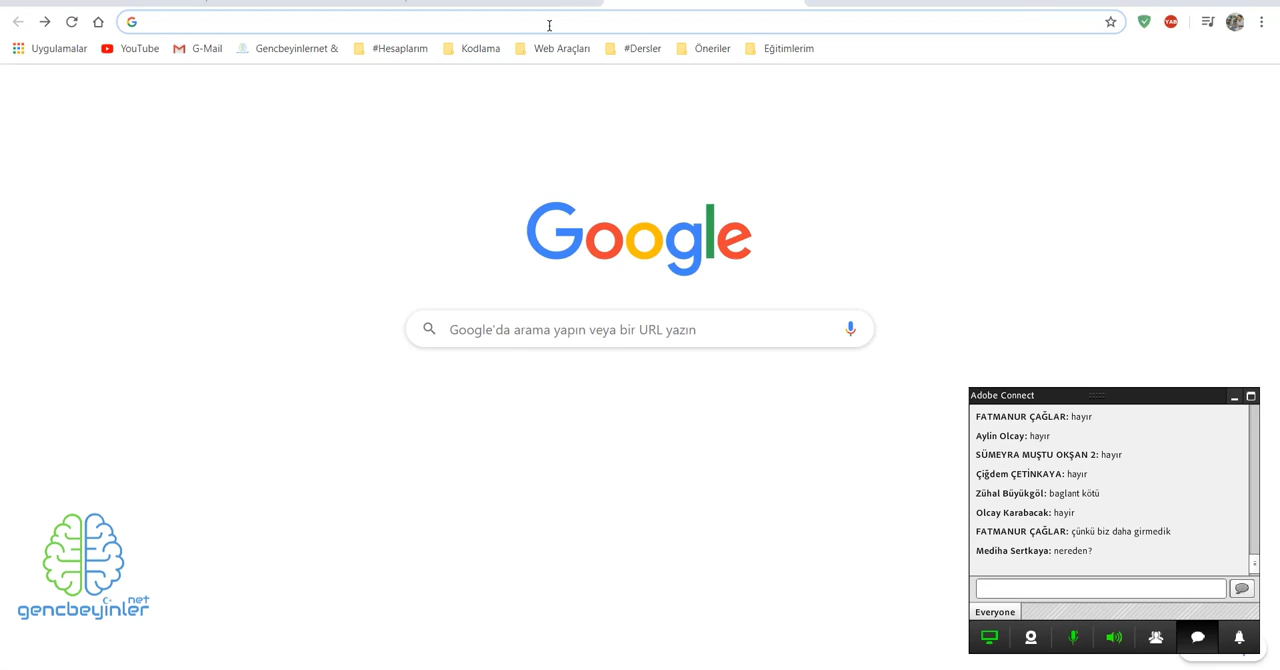 YAB
Uygulamalar YouTube G-Mail Gencbeyinlernet & #Hesaplarım Kodlama Web Araçları #Dersler Öneriler Eğitimlerim
Google
Google'da arama yapın veya bir URL yazın
Adobe Connect
FATMANUR ÇAĞLAR: hayır
Aylin Olcay: hayır
SÜMEYRA MUŞTU OKŞAN 2: hayır
Çiğdem ÇETİNKAYA: hayır
Zühal Büyükgöl: baglant kötü
Olcay Karabacak: hayir
FATMANUR ÇAĞLAR: çünkü biz daha girmedik
Mediha Sertkaya: nereden?
Everyone
net
gencbeyinler